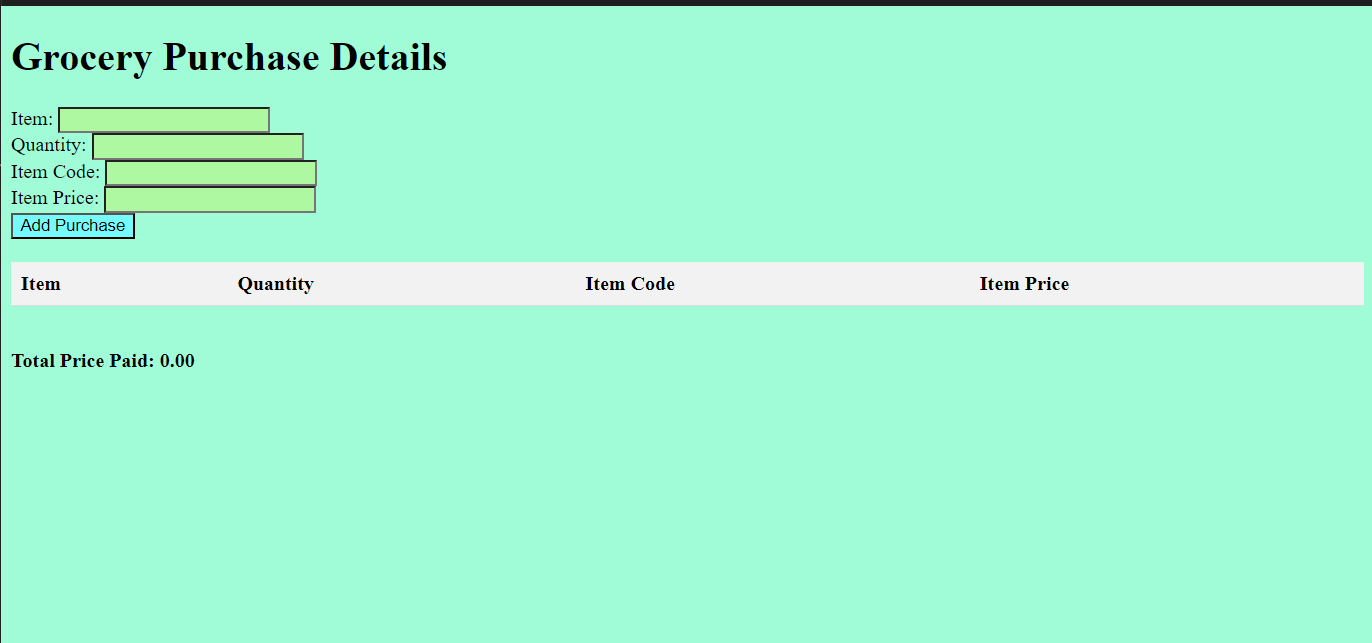 Grocery Purchase Details
Item:
Quantity:
Item Code:
Item Price:
Add Purchase
Item Quantity Item Code Item Price
Total Price Paid: 0.00